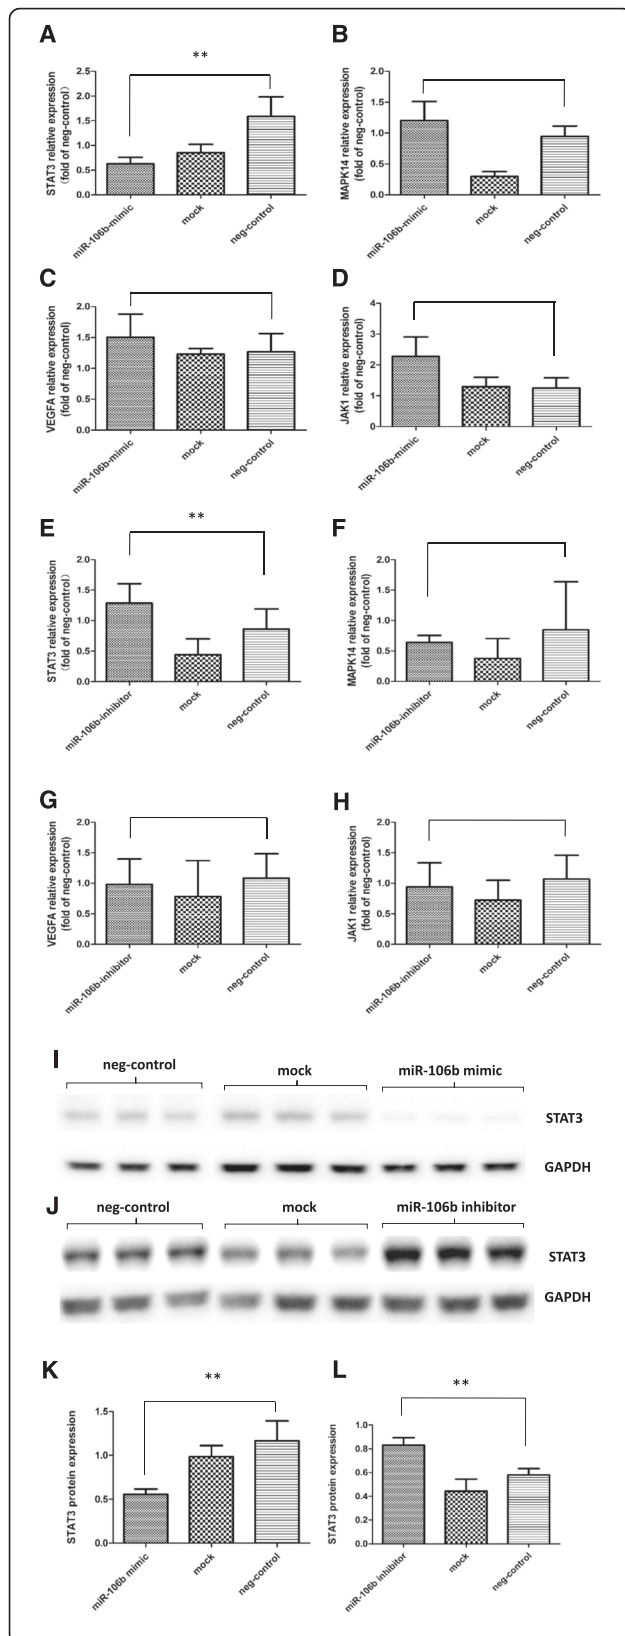 A
**
STAT3 relative expression
(fold of neg-control)
2.5
2.0
1.5
1.0
0.5
0.0
miR-106b-mimic
mock
neg-control
B
MAPK14 relative expression
(fold of neg-control)
2.0
1.5
1.0
0.5
0.0
miR-106b-mimic
mock
neg-control
C
VEGFA relative expression
(fold of neg-control)
2.0
1.5
1.0
0.5
0.0
miR-106b-mimic
mock
neg-control
D
JAK1 relative expression
(fold of neg-control)
4
3
2
1
0
miR-106b-mimic
mock
neg-control
E
**
STAT3 relative expression
(fold of neg-control)
2.0
1.5
1.0
0.5
0.0
miR-106b-inhibitor
mock
neg-control
F
MAPK14 relative expression
(fold of neg-control)
2.0
1.5
1.0
0.5
0.0
miR-106b-inhibitor
mock
neg-control
G
VEGFA relative expression
(fold of neg-control)
2.0
1.5
1.0
0.5
0.0
miR-106b-inhibitor
mock
neg-control
H
JAK1 relative expression
(fold of neg-control)
2.0
1.5
1.0
0.5
0.0
miR-106b-inhibitor
mock
neg-control
I
neg-control mock miR-106b mimic
STAT3
GAPDH
J
neg-control mock miR-106b inhibitor
STAT3
GAPDH
K
**
STAT3 protein expression
1.5
1.0
0.5
0.0
miR-106b mimic
mock
neg-control
L
**
STAT3 protein expression
1.0
0.8
0.6
0.4
0.2
0.0
miR-106b inhibitor
mock
neg-control